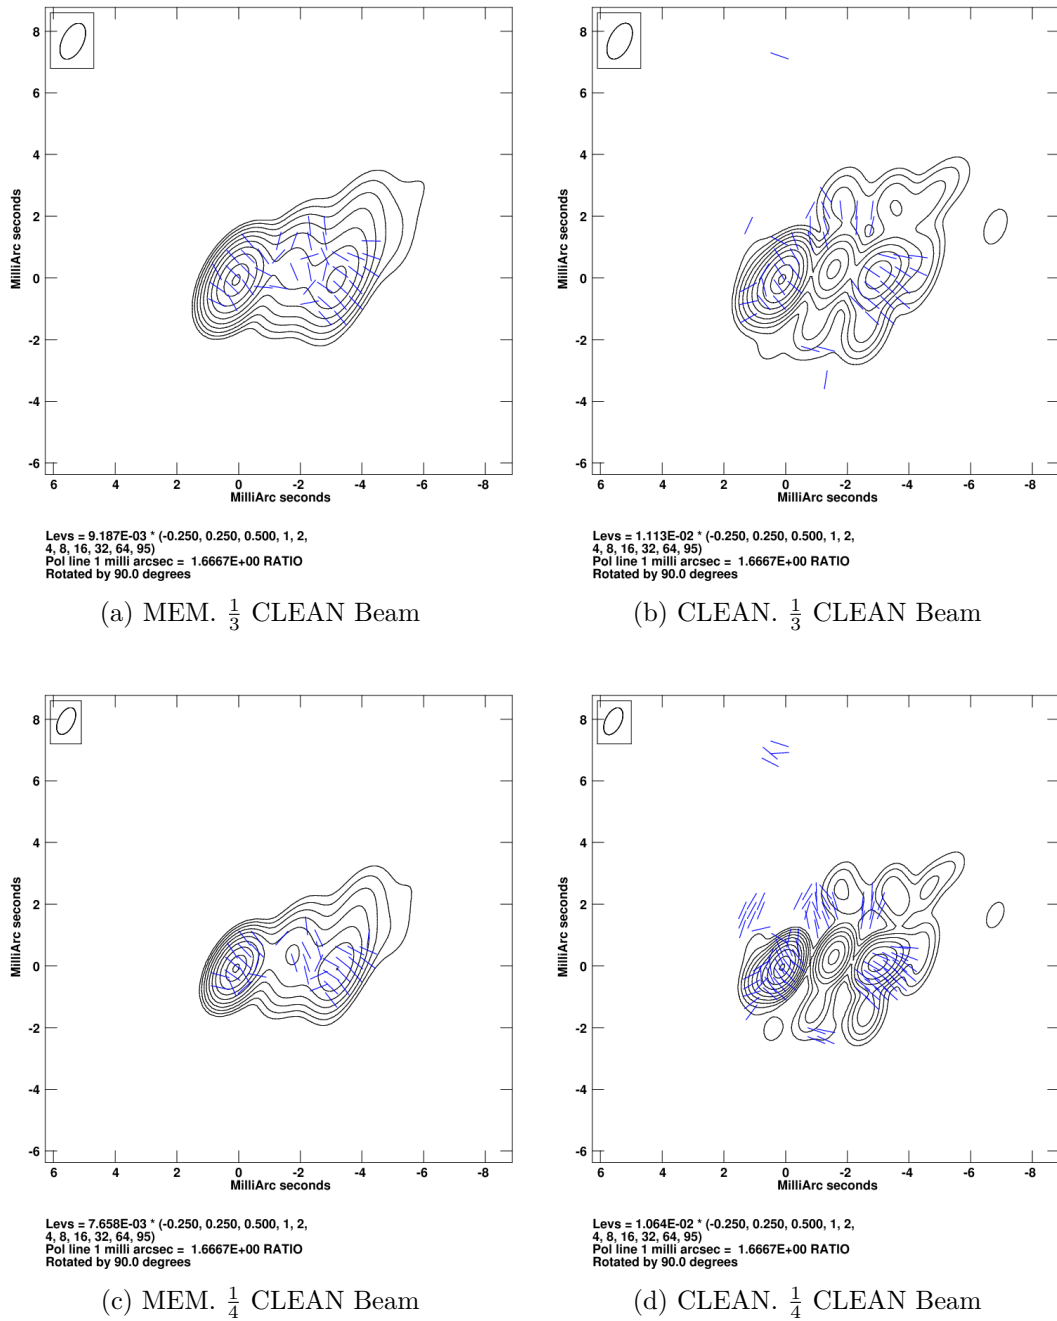 8
6
4
2
0
-2
-4
-6
MilliArc seconds
6 4 2 0 -2 -4 -6 -8
MilliArc seconds
Levs = 9.187E-03 * (-0.250, 0.250, 0.500, 1, 2,
4, 8, 16, 32, 64, 95)
Pol line 1 milli arcsec = 1.6667E+00 RATIO
Rotated by 90.0 degrees
(a) MEM. 1/3 CLEAN Beam
8
6
4
2
0
-2
-4
-6
MilliArc seconds
6 4 2 0 -2 -4 -6 -8
MilliArc seconds
Levs = 1.113E-02 * (-0.250, 0.250, 0.500, 1, 2,
4, 8, 16, 32, 64, 95)
Pol line 1 milli arcsec = 1.6667E+00 RATIO
Rotated by 90.0 degrees
(b) CLEAN. 1/3 CLEAN Beam
8
6
4
2
0
-2
-4
-6
MilliArc seconds
6 4 2 0 -2 -4 -6 -8
MilliArc seconds
Levs = 7.658E-03 * (-0.250, 0.250, 0.500, 1, 2,
4, 8, 16, 32, 64, 95)
Pol line 1 milli arcsec = 1.6667E+00 RATIO
Rotated by 90.0 degrees
(c) MEM. 1/4 CLEAN Beam
8
6
4
2
0
-2
-4
-6
MilliArc seconds
6 4 2 0 -2 -4 -6 -8
MilliArc seconds
Levs = 1.064E-02 * (-0.250, 0.250, 0.500, 1, 2,
4, 8, 16, 32, 64, 95)
Pol line 1 milli arcsec = 1.6667E+00 RATIO
Rotated by 90.0 degrees
(d) CLEAN. 1/4 CLEAN Beam